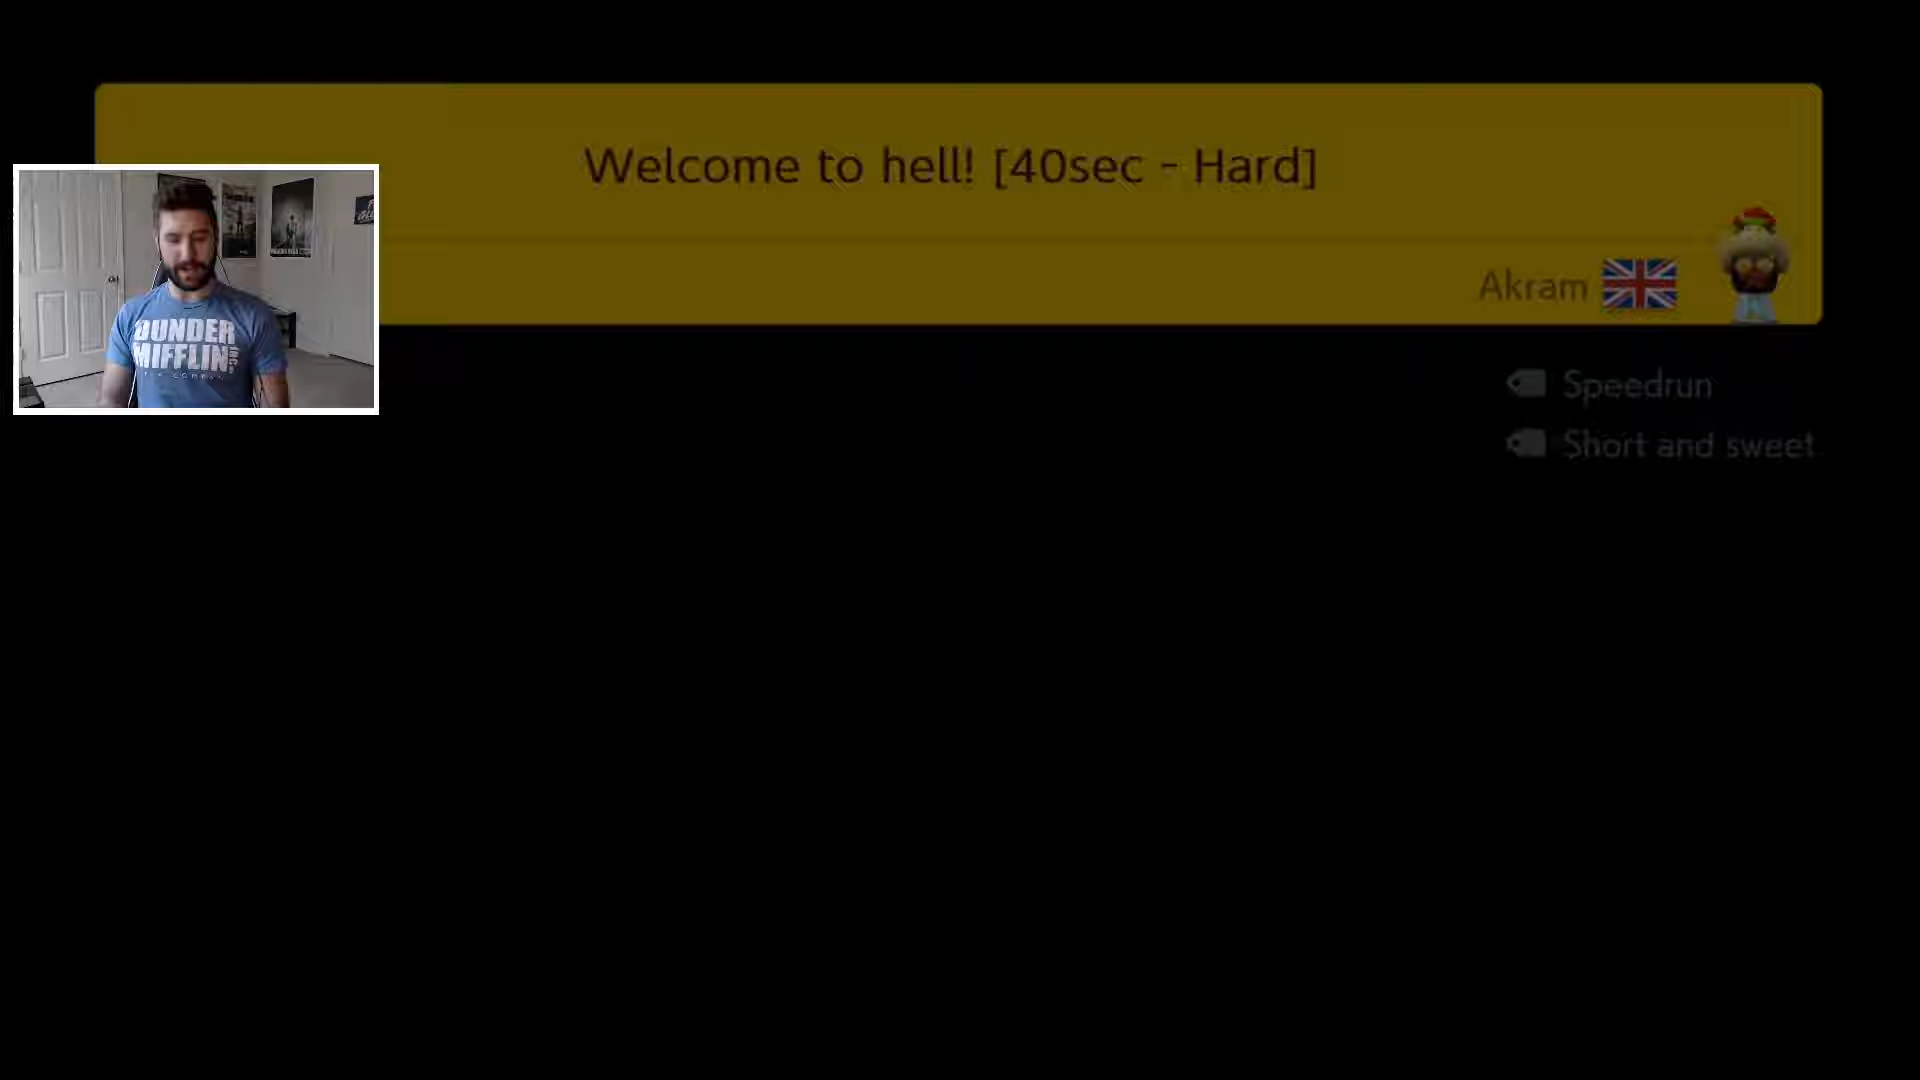 Welcome to hell! [40sec - Hard]
Akram
Speedrun
Short and sweet
DUNDER
MIFFLIN